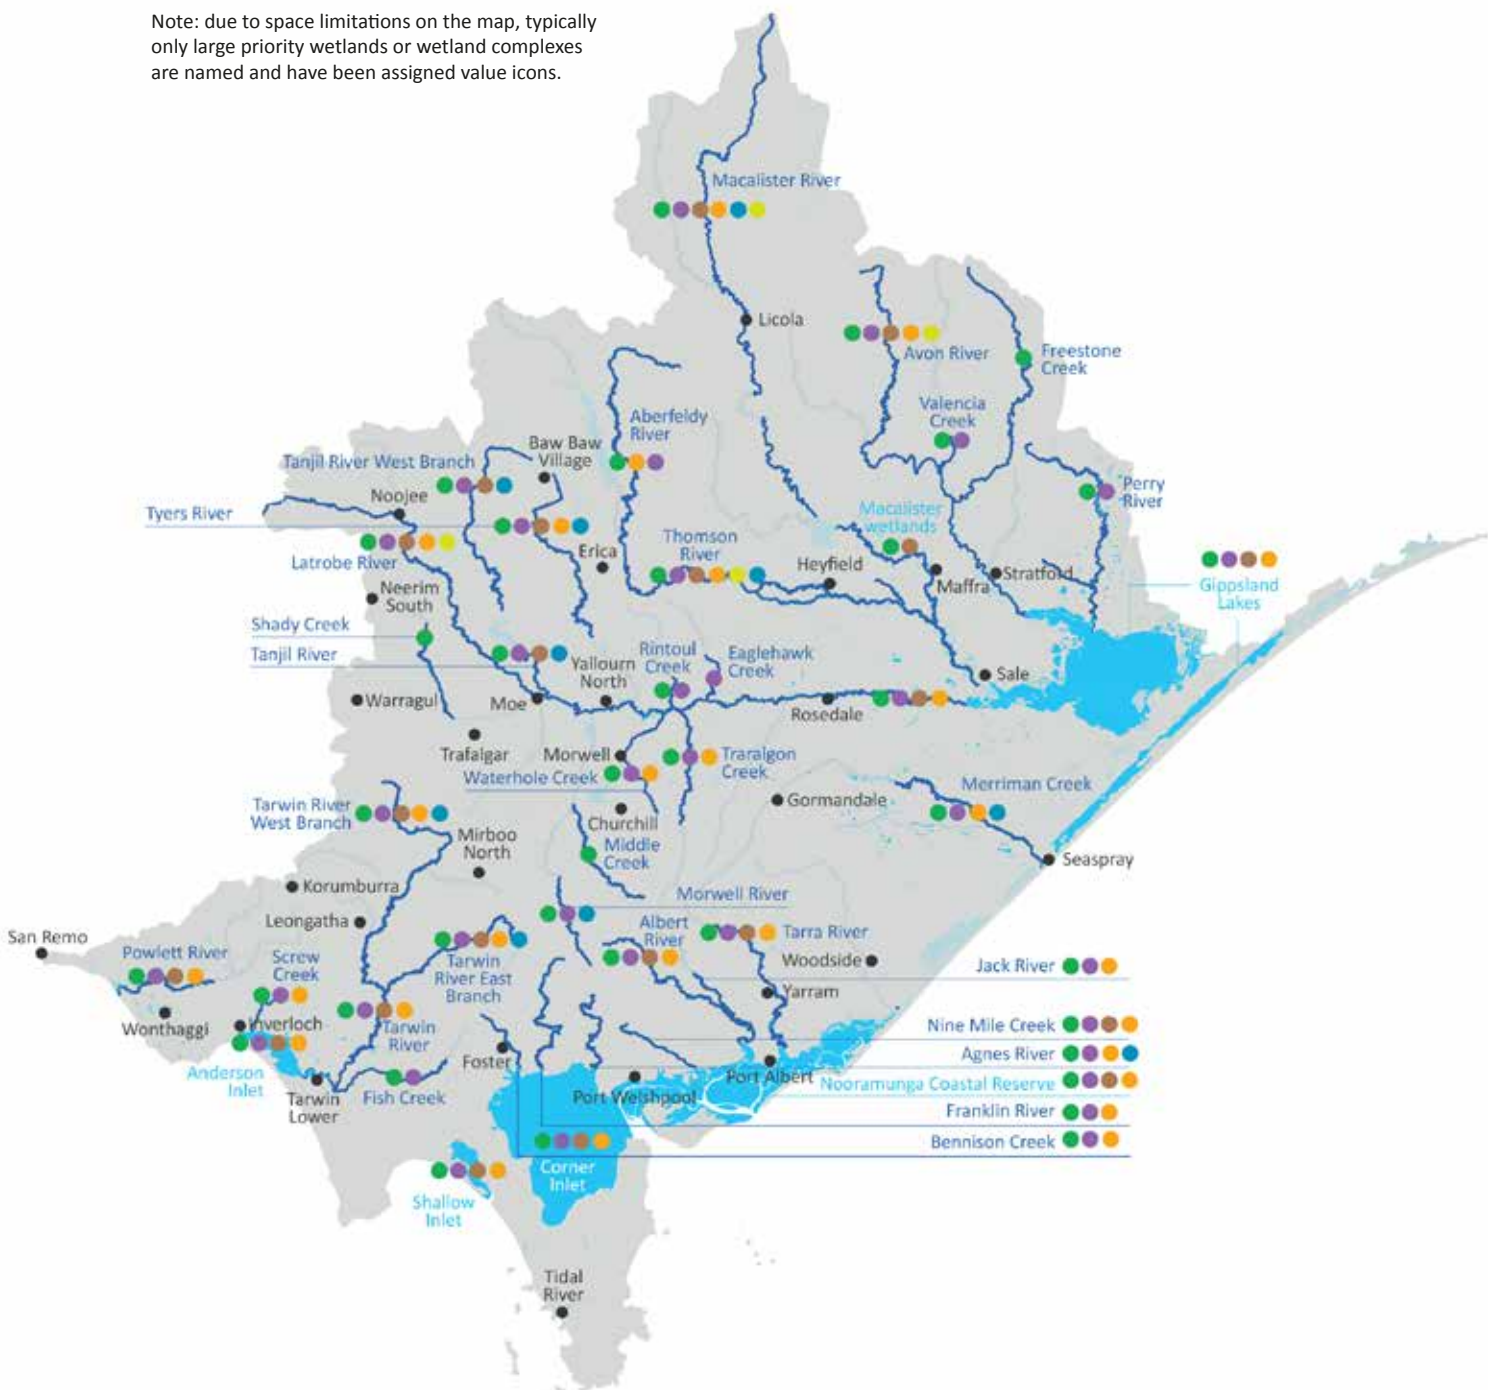 Note: due to space limitations on the map, typically
only large priority wetlands or wetland complexes
are named and have been assigned value icons.
Macalister River
Licola
Avon River
Freestone
Creek
Valencia
Creek
Aberfeldy
River
Baw Baw
Village
Tanjil River West Branch
Noojee
Perry
River
Tyers River
Macalister
wetlands
Latrobe River
Erica
Thomson
River
Heyfield
Maffra
Stratford
Gippsland
Lakes
Neerim
South
Shady Creek
Tanjil River
Yallourn
North
Rintoul
Creek
Eaglehawk
Creek
Sale
Warragul
Moe
Rosedale
Trafalgar
Morwell
Waterhole Creek
Traralgon
Creek
Merriman Creek
Gormandale
Tarwin River
West Branch
Churchill
Mirboo
North
Middle
Creek
Seaspray
Korumburra
Morwell River
Leongatha
Albert
River
Tarra River
San Remo
Powlett River
Screw
Creek
Tarwin
River East
Branch
Woodside
Jack River
Yarram
Wonthaggi
Inverloch
Tarwin
River
Nine Mile Creek
Foster
Agnes River
Anderson
Inlet
Port Albert
Nooramunga Coastal Reserve
Tarwin
Lower
Fish Creek
Port Welshpool
Franklin River
Bennison Creek
Corner
Inlet
Shallow
Inlet
Tidal
River